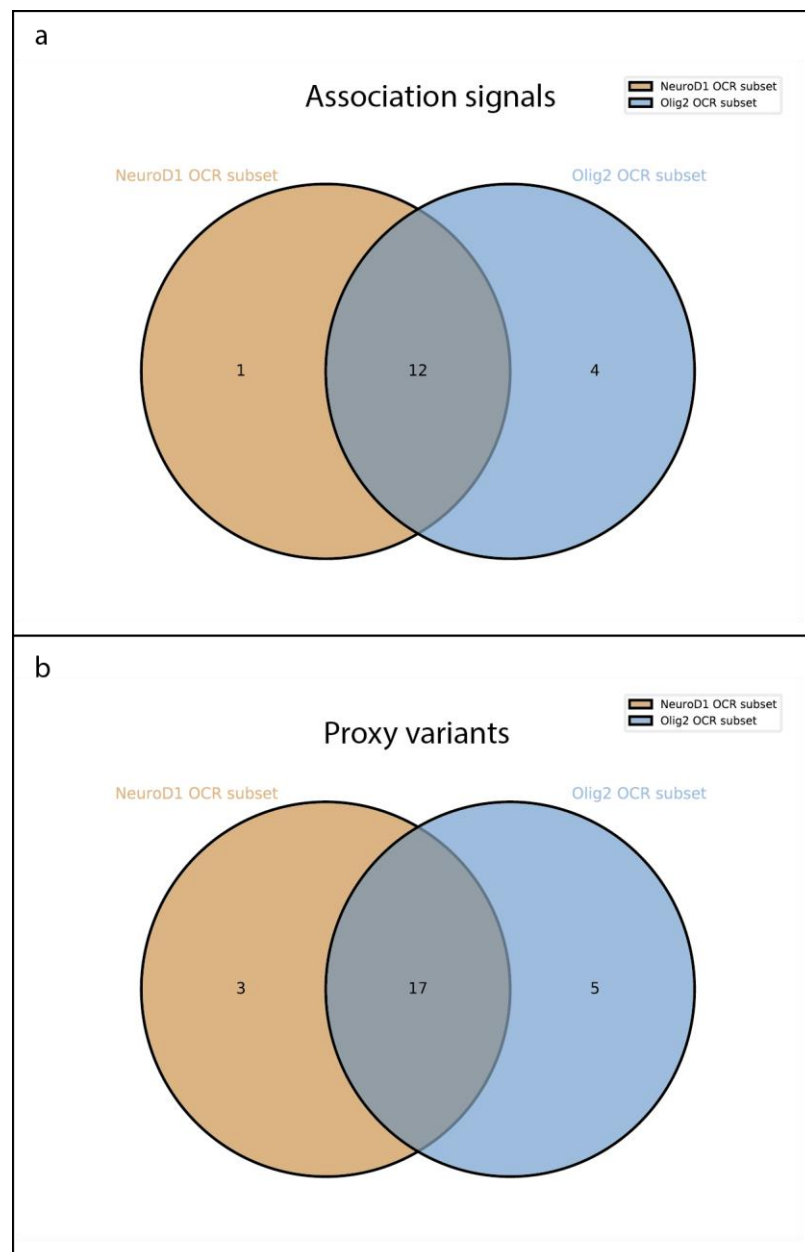 a
NeuroD1 OCR subset
Olig2 OCR subset
Association signals
NeuroD1 OCR subset
Olig2 OCR subset
1
12
4
b
NeuroD1 OCR subset
Olig2 OCR subset
Proxy variants
NeuroD1 OCR subset
Olig2 OCR subset
3
17
5